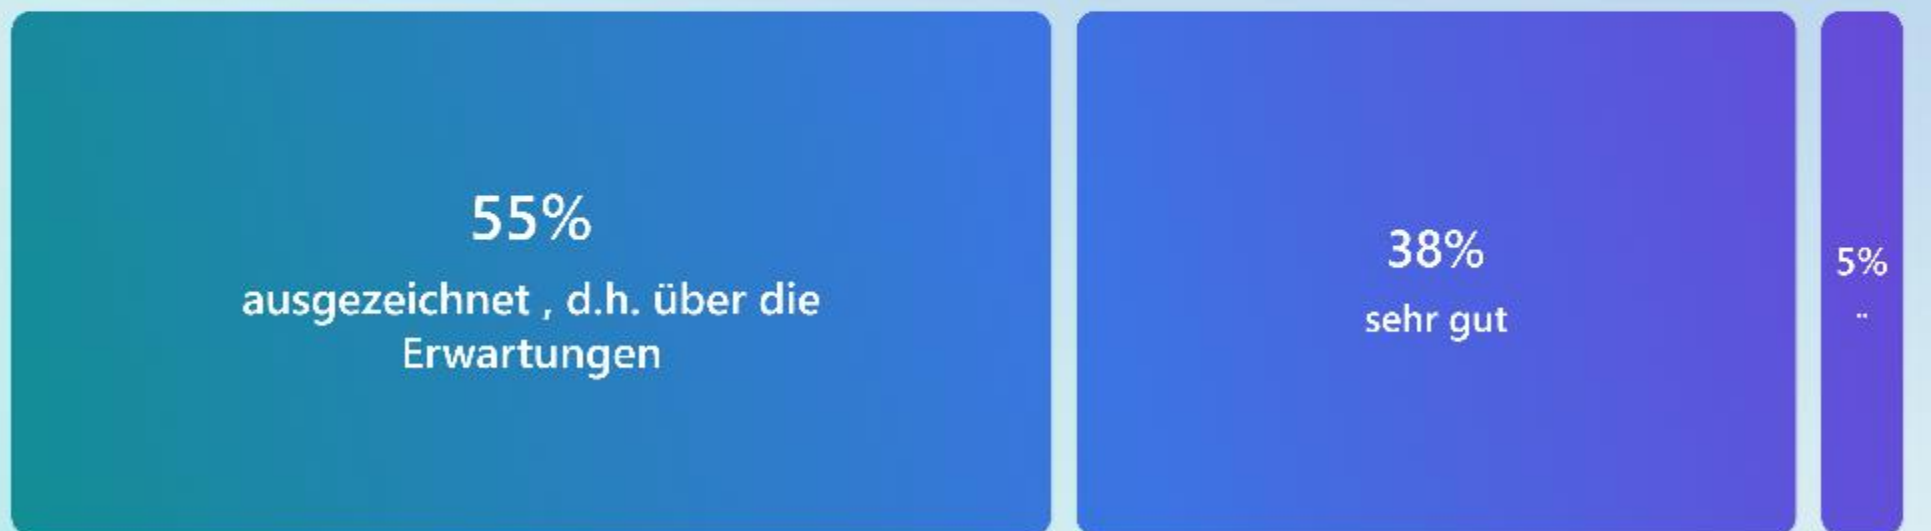 55%
ausgezeichnet , d.h. über die
Erwartungen
38%
sehr gut
5%
..